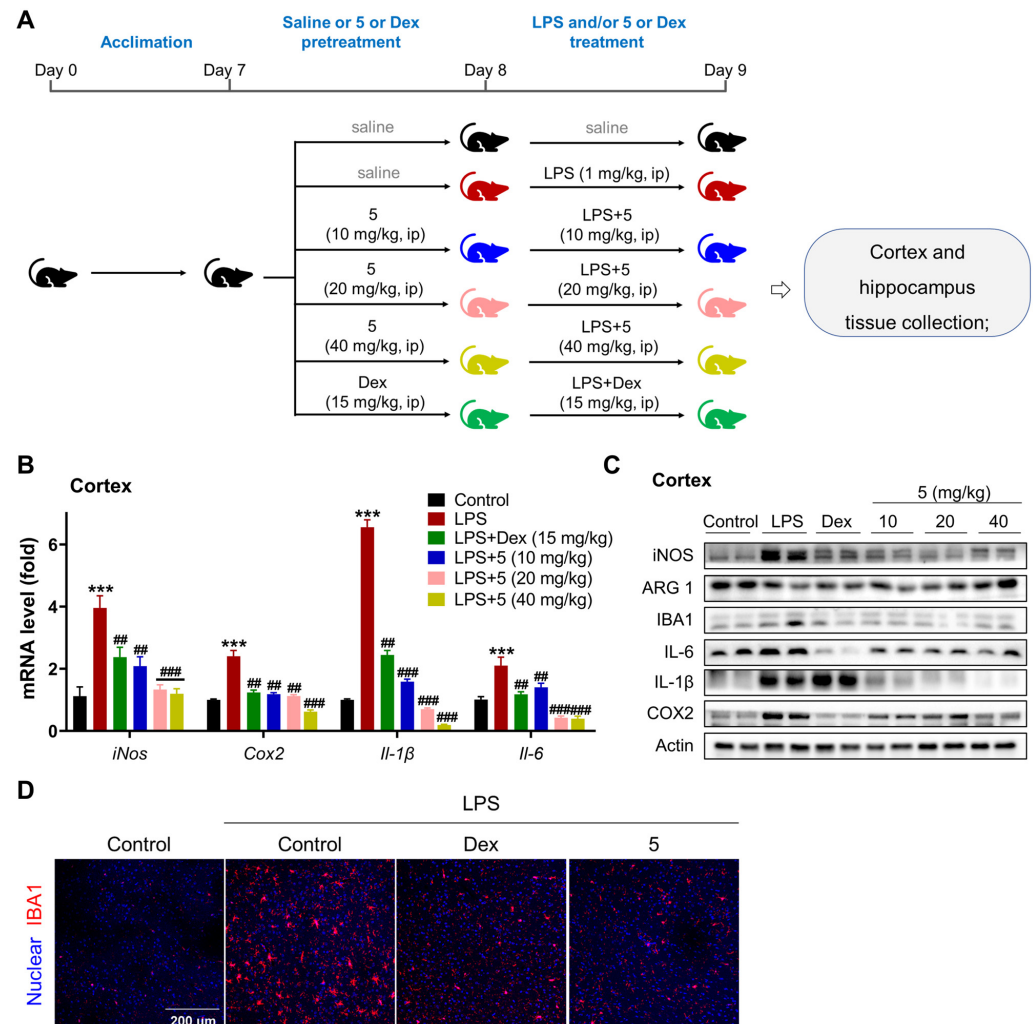 A
Acclimation
Saline or 5 or Dex
pretreatment
LPS and/or 5 or Dex
treatment
Day 0
Day 7
Day 8
Day 9
saline
saline
saline
LPS (1 mg/kg, ip)
5
(10 mg/kg, ip)
LPS+5
(10 mg/kg, ip)
5
(20 mg/kg, ip)
LPS+5
(20 mg/kg, ip)
5
(40 mg/kg, ip)
LPS+5
(40 mg/kg, ip)
Dex
(15 mg/kg, ip)
LPS+Dex
(15 mg/kg, ip)
Cortex and
hippocampus
tissue collection;
B
Cortex
mRNA level (fold)
6
4
2
0
***
##
##
###
***
##
##
##
###
***
##
##
###
###
***
##
##
###
###
iNos
Cox2
Il-1β
Il-6
Control
LPS
LPS+Dex (15 mg/kg)
LPS+5 (10 mg/kg)
LPS+5 (20 mg/kg)
LPS+5 (40 mg/kg)
C
Cortex
5 (mg/kg)
Control LPS Dex 10 20 40
iNOS
ARG 1
IBA1
IL-6
IL-1β
COX2
Actin
D
LPS
Control Control Dex 5
Nuclear IBA1
200 μm